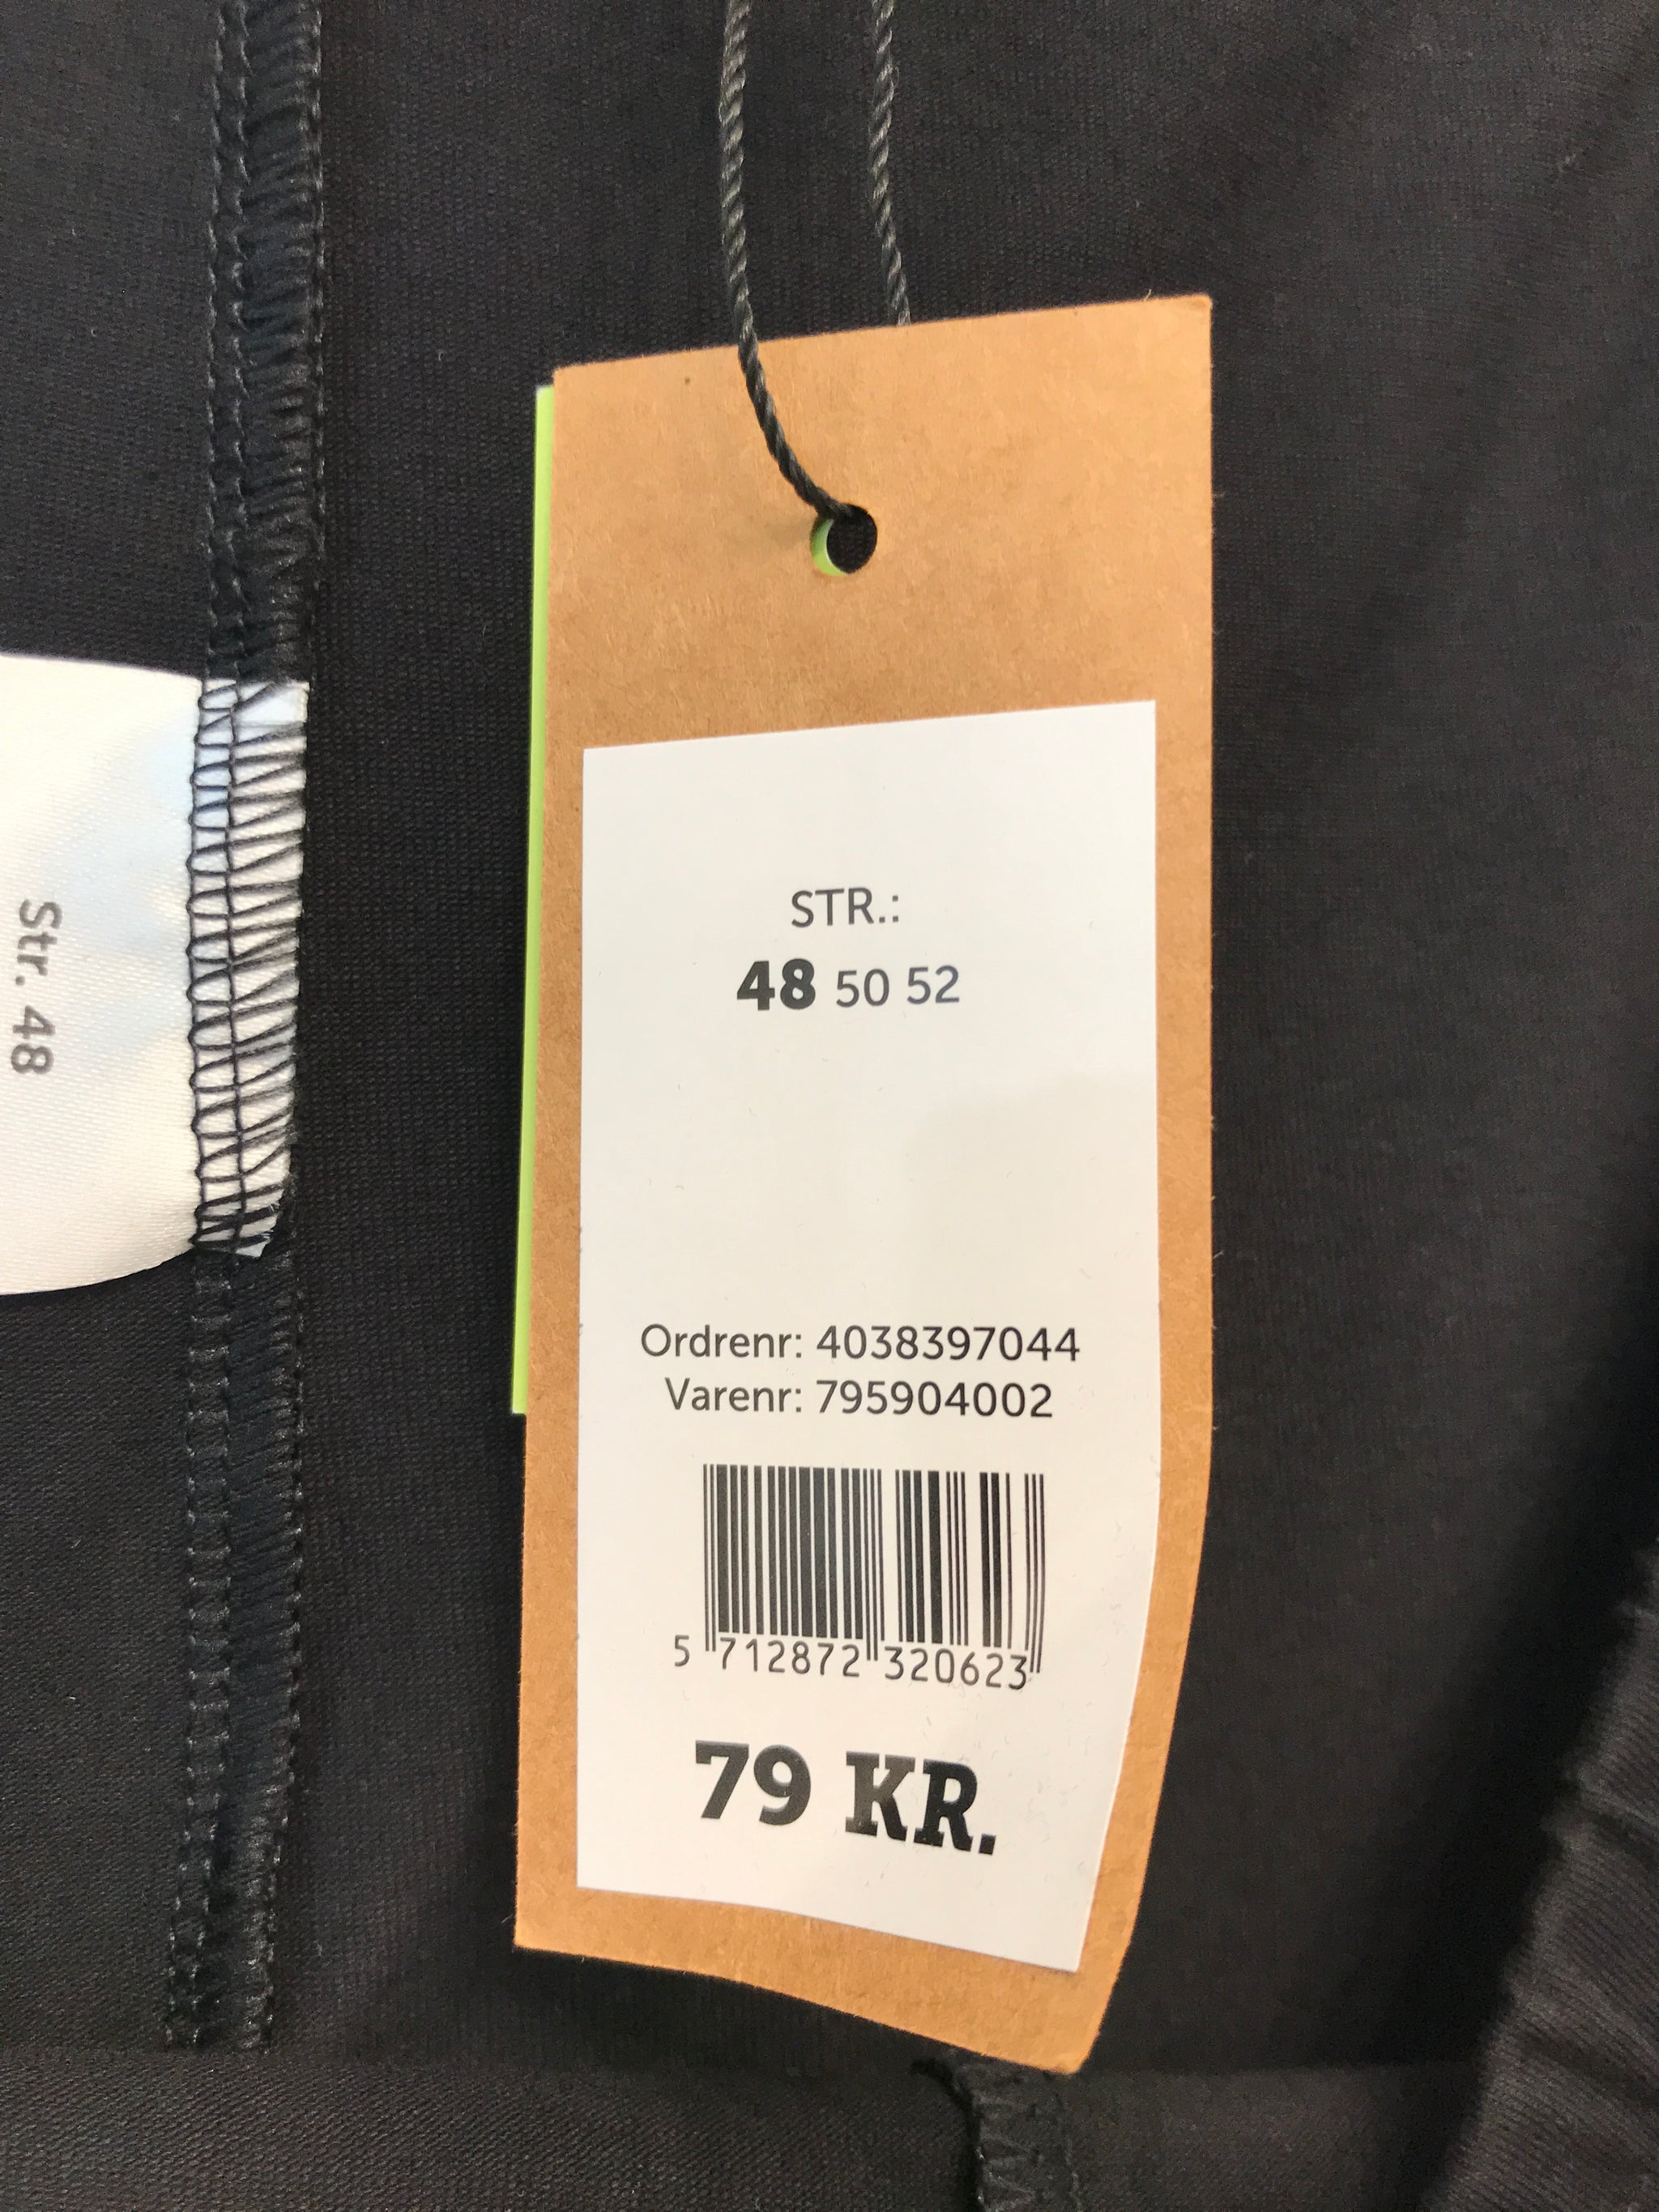 STR.:
48 50 52
Ordrenr: 4038397044
Varenr: 795904002
5 712872 320623
79 KR.
Str. 48